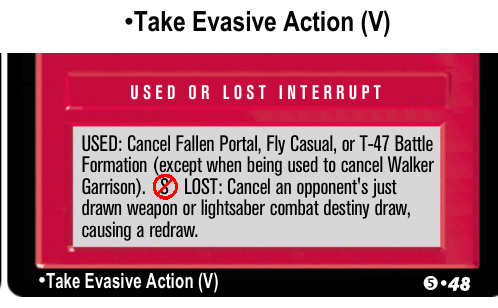 •Take Evasive Action (V)
USED OR LOST INTERRUPT
USED: Cancel Fallen Portal, Fly Casual, or T-47 Battle
Formation (except when being used to cancel Walker
Garrison). 8 LOST: Cancel an opponent's just
drawn weapon or lightsaber combat destiny draw,
causing a redraw.
•Take Evasive Action (V) 5•48